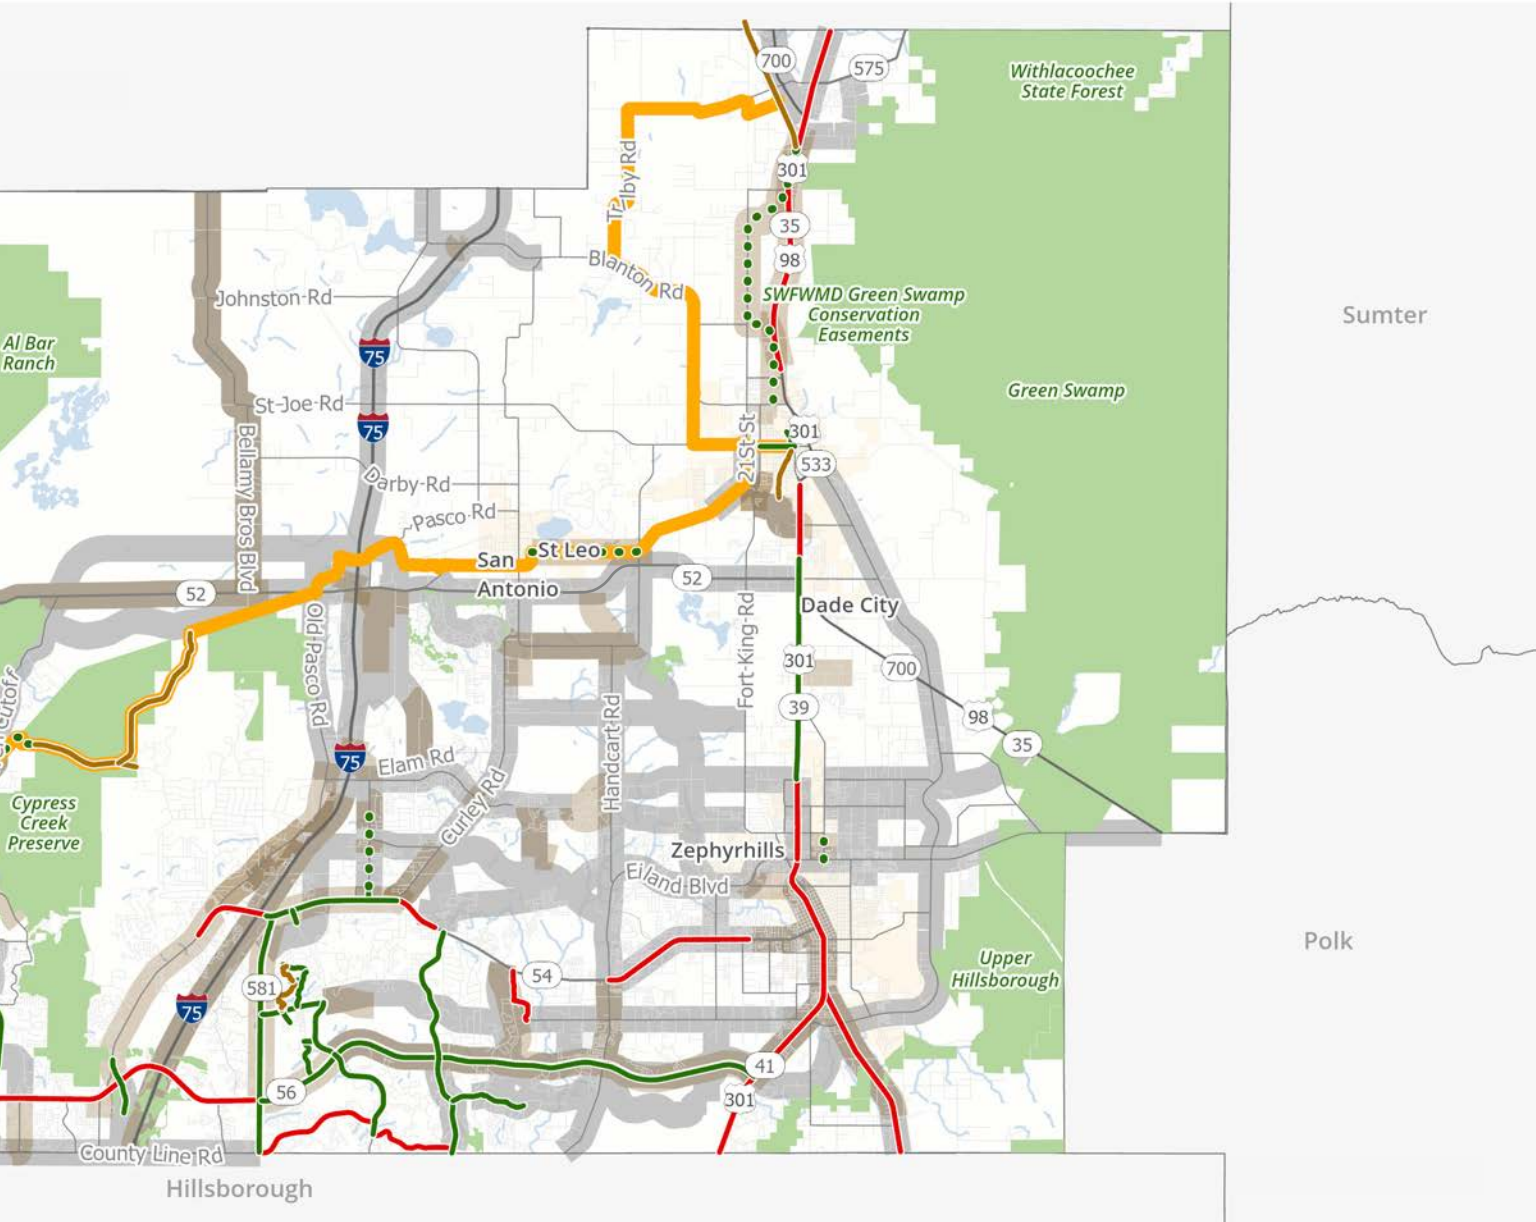 700
575
Withlacoochee
State Forest
301
Trilby Rd
35
98
Blanton Rd
Johnston-Rd
SWFWMD Green Swamp
Conservation
Easements
Sumter
Al Bar
Ranch
75
St-Joe-Rd
Green Swamp
75
301
21St St
533
Bellamy Bros Blvd
Darby-Rd
Pasco Rd
San
Antonio
St Leo
52
52
Dade City
Old-Pasco Rd
Fort-King-Rd
301
700
39
98
35
Handcart Rd
75
Elam Rd
Curley Rd
Cypress
Creek
Preserve
Zephyrhills
Eiland Blvd
Upper
Hillsborough
Polk
54
581
75
41
56
301
County Line Rd
Hillsborough